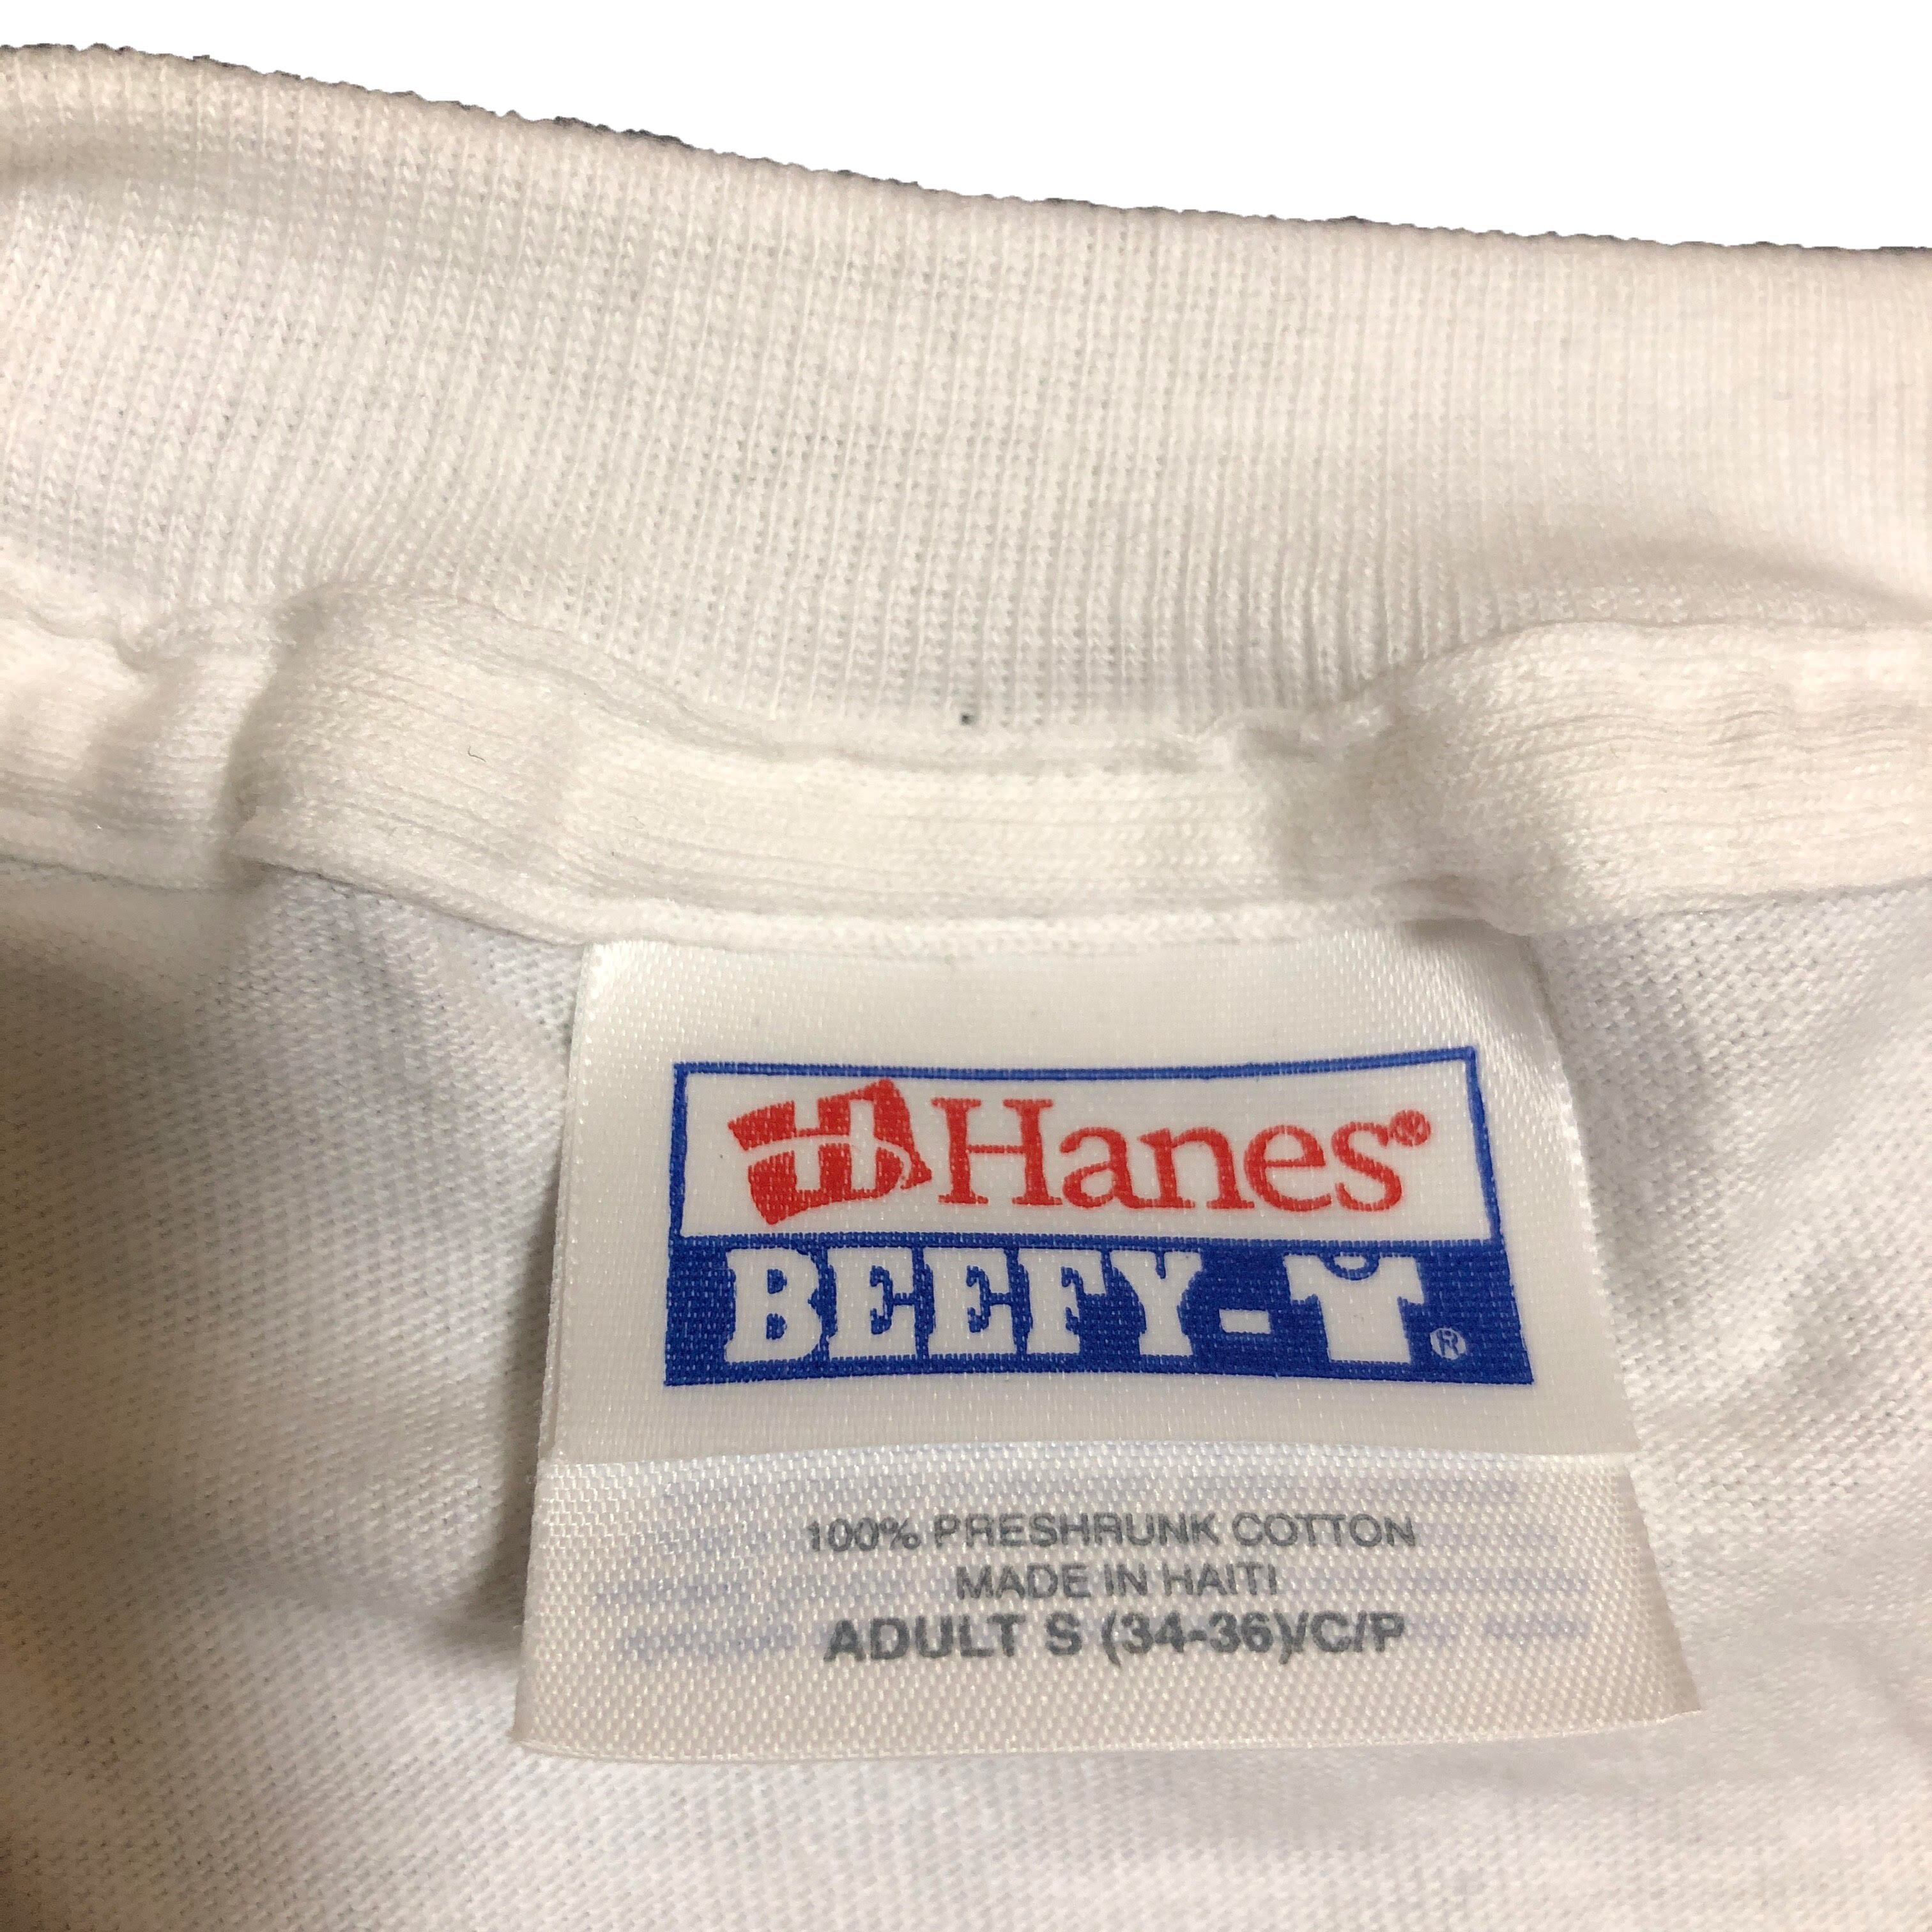 H Hanes®
BEEFY-T®
100% PRESHRUNK COTTON
MADE IN HAITI
ADULT S (34-36)/C/P